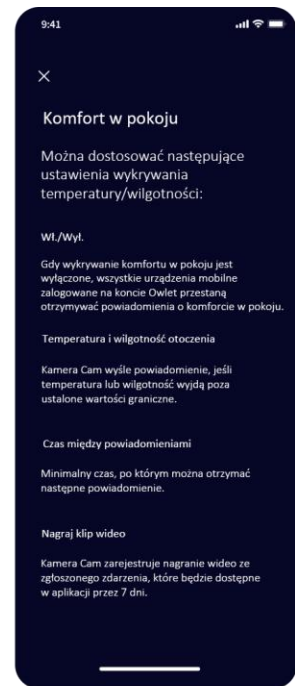 9:41
Komfort w pokoju
Można dostosować następujące
ustawienia wykrywania
temperatury/wilgotności:
Wł./Wył.
Gdy wykrywanie komfortu w pokoju jest
wyłączone, wszystkie urządzenia mobilne
zalogowane na koncie Owlet przestaną
otrzymywać powiadomienia o komforcie w pokoju.
Temperatura i wilgotność otoczenia
Kamera Cam wyśle powiadomienie, jeśli
temperatura lub wilgotność wyjdą poza
ustalone wartości graniczne.
Czas między powiadomieniami
Minimalny czas, po którym można otrzymać
następne powiadomienie.
Nagraj klip wideo
Kamera Cam zarejestruje nagranie wideo ze
zgłoszonego zdarzenia, które będzie dostępne
w aplikacji przez 7 dni.